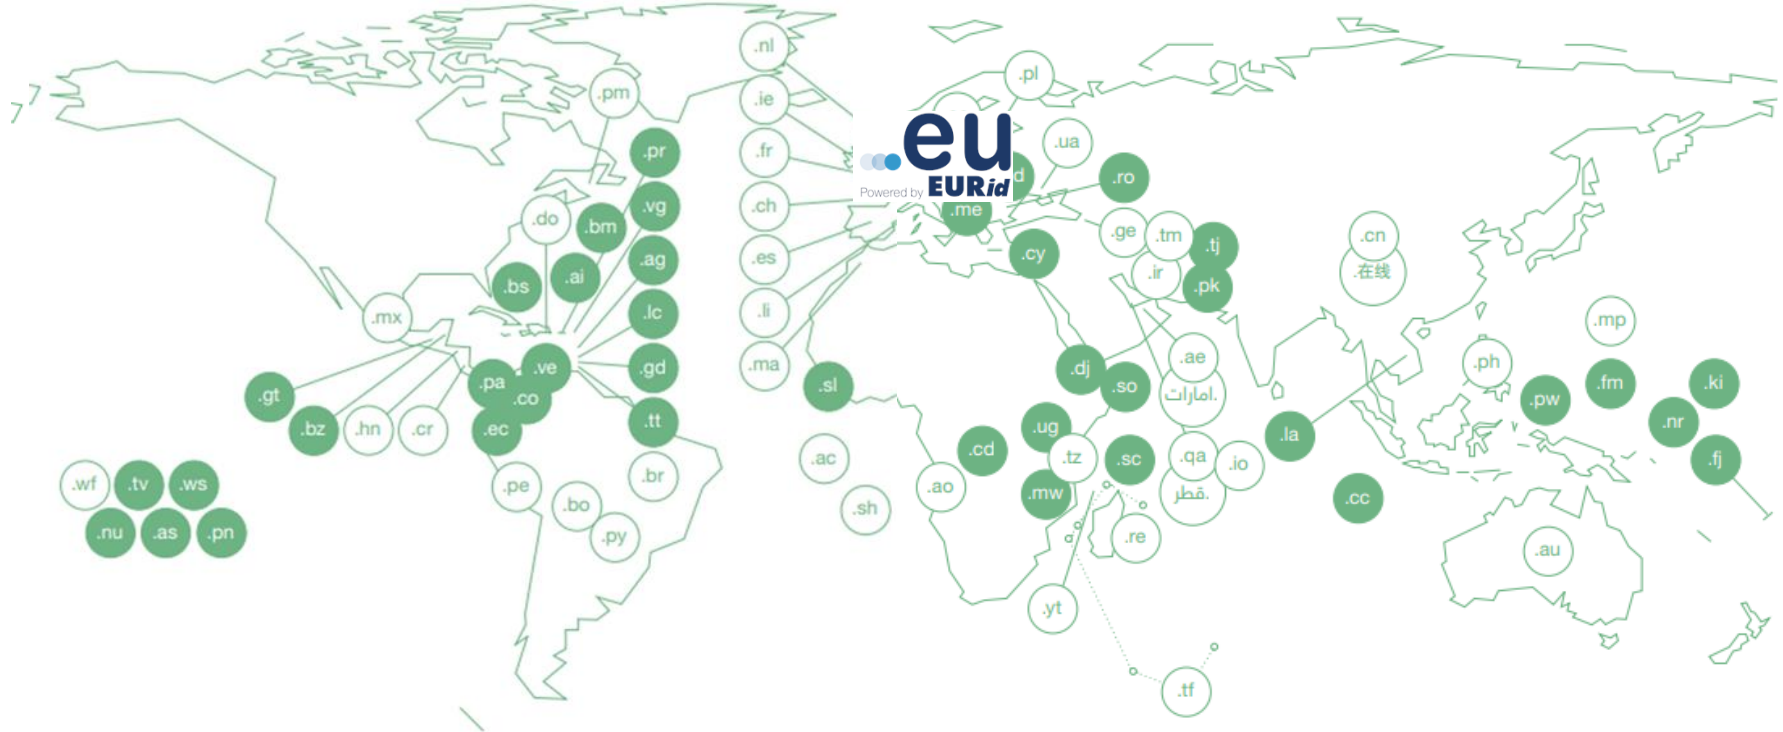 .nl
.pl
.pm
.ie
.eu
.ua
Powered by EURid
d
.pr
.fr
.ro
.vg
.ch
.me
.do
.bm
.ge
.tm
.tj
.cn
.ag
.es
.cy
.ir
.在线
.bs
.ai
.pk
.lc
.li
.mx
.mp
.ae
.امارات
.ph
.ve
.gd
.ma
.dj
.pa
.sl
.so
.fm
.ki
.gt
.co
.pw
.tt
.nr
.bz
.hn
.cr
.ec
.ug
.la
.cd
.tz
.sc
.qa
.io
.fj
.قطر
.ac
.br
.wf
.tv
.ws
.pe
.ao
.mw
.cc
.bo
.sh
.nu
.as
.pn
.py
.re
.au
.yt
.tf